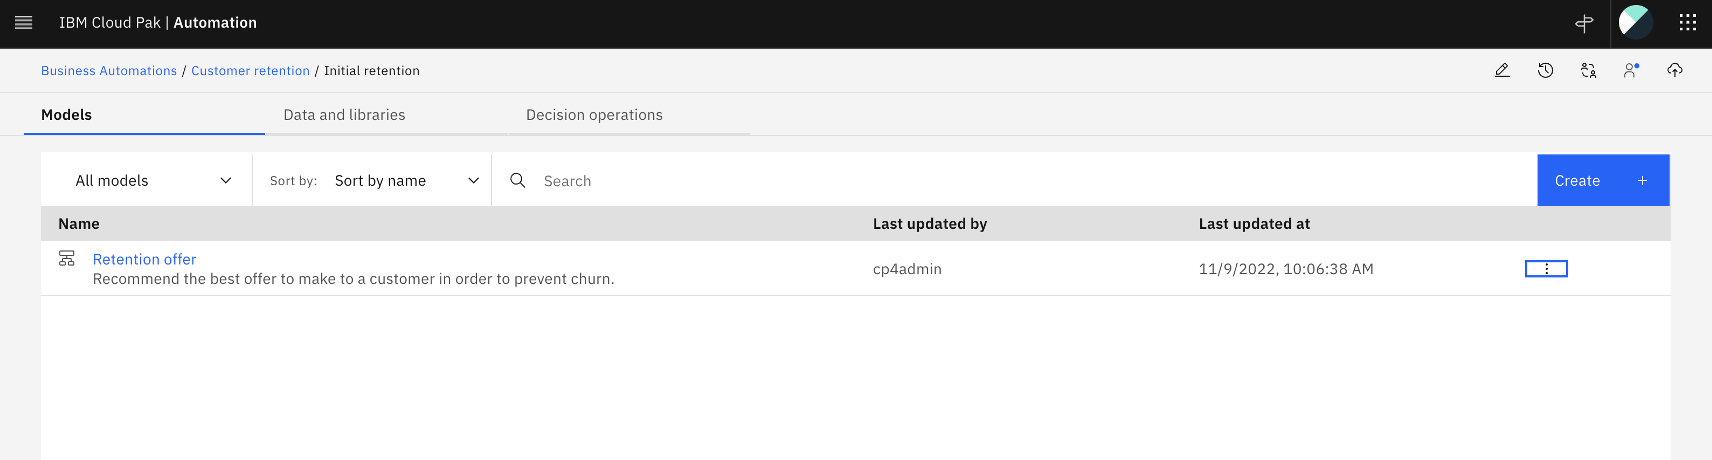 IBM Cloud Pak | Automation
Business Automations / Customer retention / Initial retention
Models Data and libraries Decision operations
All models Sort by: Sort by name Search Create +
Name Last updated by Last updated at
Retention offer
Recommend the best offer to make to a customer in order to prevent churn.
cp4admin 11/9/2022, 10:06:38 AM